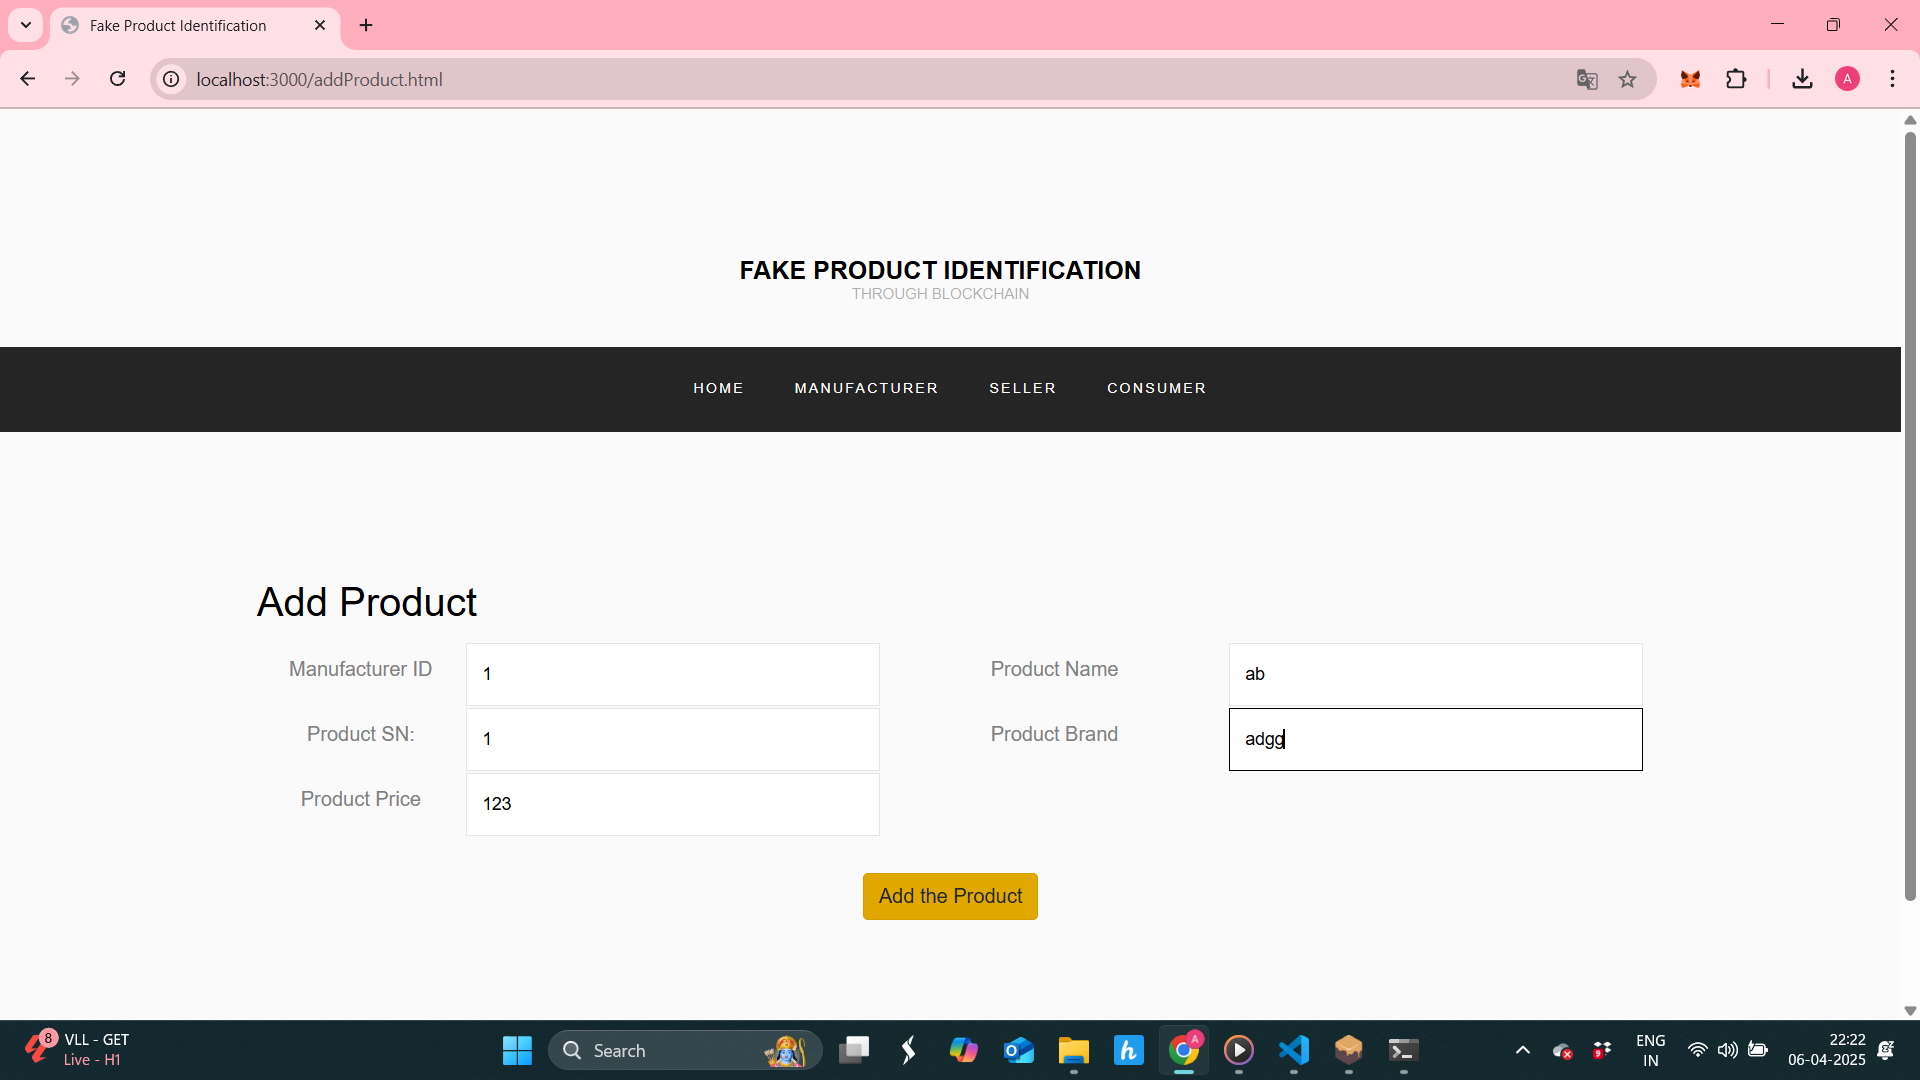 Fake Product Identification
localhost:3000/addProduct.html
A
FAKE PRODUCT IDENTIFICATION
THROUGH BLOCKCHAIN
HOME MANUFACTURER SELLER CONSUMER
Add Product
Manufacturer ID 1 Product Name ab
Product SN: 1 Product Brand adgg
Product Price 123
Add the Product
8 VLL - GET
Live - H1
Search
h
A
9
ENG
IN
22:22
06-04-2025